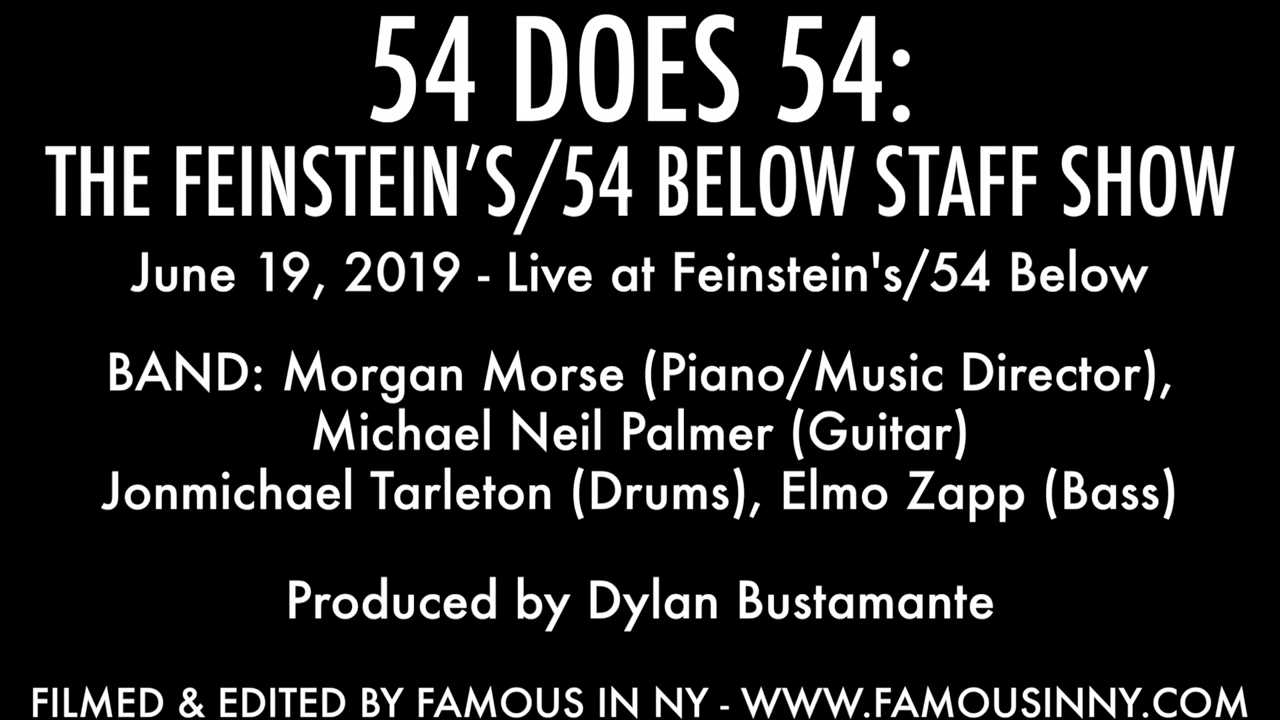 54 DOES 54:
THE FEINSTEIN’S/54 BELOW STAFF SHOW
June 19, 2019 - Live at Feinstein's/54 Below
BAND: Morgan Morse (Piano/Music Director),
Michael Neil Palmer (Guitar)
Jonmichael Tarleton (Drums), Elmo Zapp (Bass)
Produced by Dylan Bustamante
FILMED & EDITED BY FAMOUS IN NY - WWW.FAMOUSINNY.COM